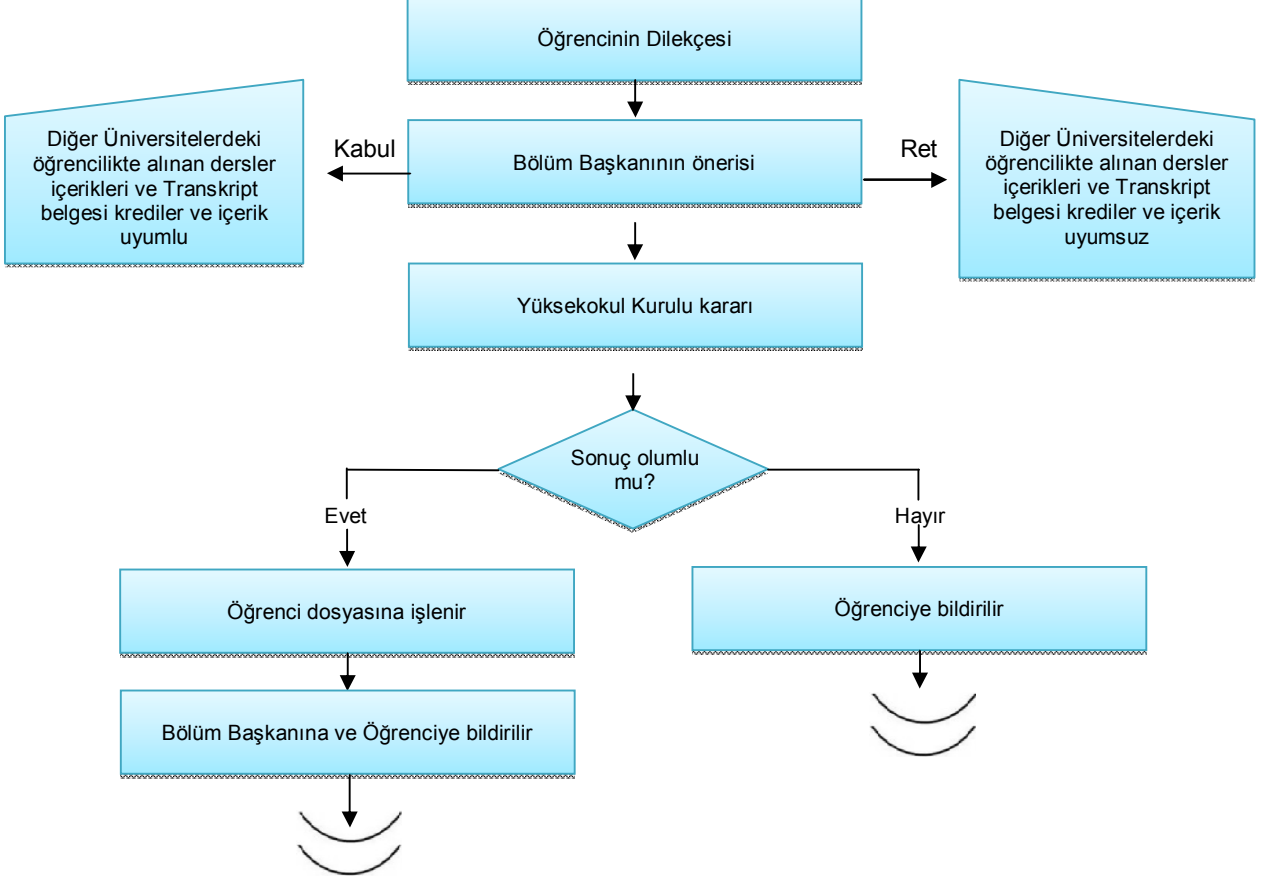 Öğrencinin Dilekçesi
Diğer Üniversitelerdeki
öğrencilikte alınan dersler
içerikleri ve Transkript
belgesi krediler ve içerik
uyumlu
Kabul
Bölüm Başkanının önerisi
Ret
Diğer Üniversitelerdeki
öğrencilikte alınan dersler
içerikleri ve Transkript
belgesi krediler ve içerik
uyumsuz
Yüksekokul Kurulu kararı
Sonuç olumlu
mu?
Evet
Hayır
Öğrenci dosyasına işlenir
Öğrenciye bildirilir
Bölüm Başkanına ve Öğrenciye bildirilir